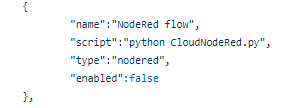 {
"name":"NodeRed flow",
"script":"python CloudNodeRed.py",
"type":"nodered",
"enabled":false
},